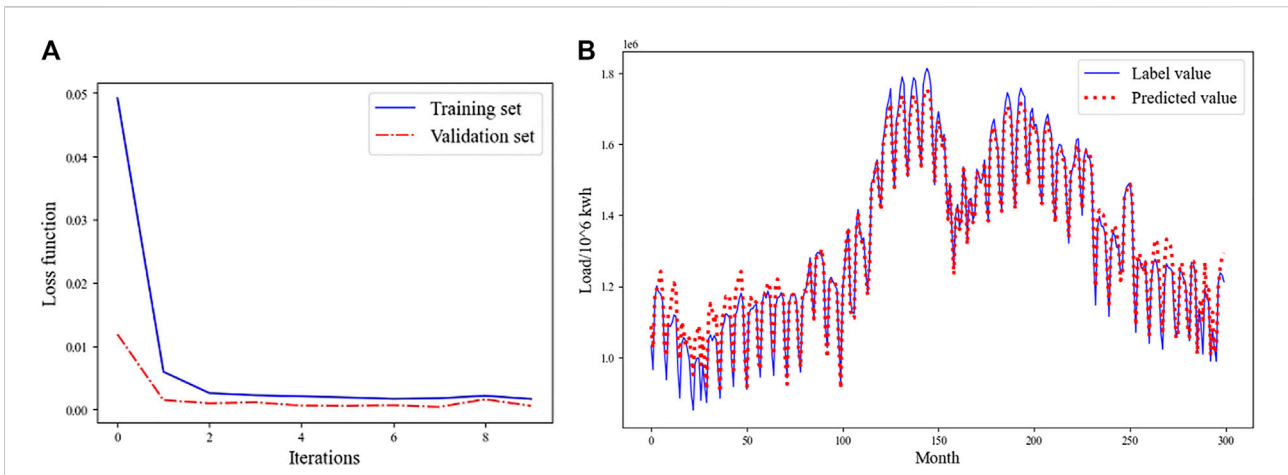 A
0.05
0.04
0.03
0.02
0.01
0.00
Loss function
0 2 4 6 8
Iterations
Training set
Validation set
B
1e6
1.8
1.6
1.4
1.2
1.0
Load/10^6 kwh
0 50 100 150 200 250 300
Month
Label value
Predicted value